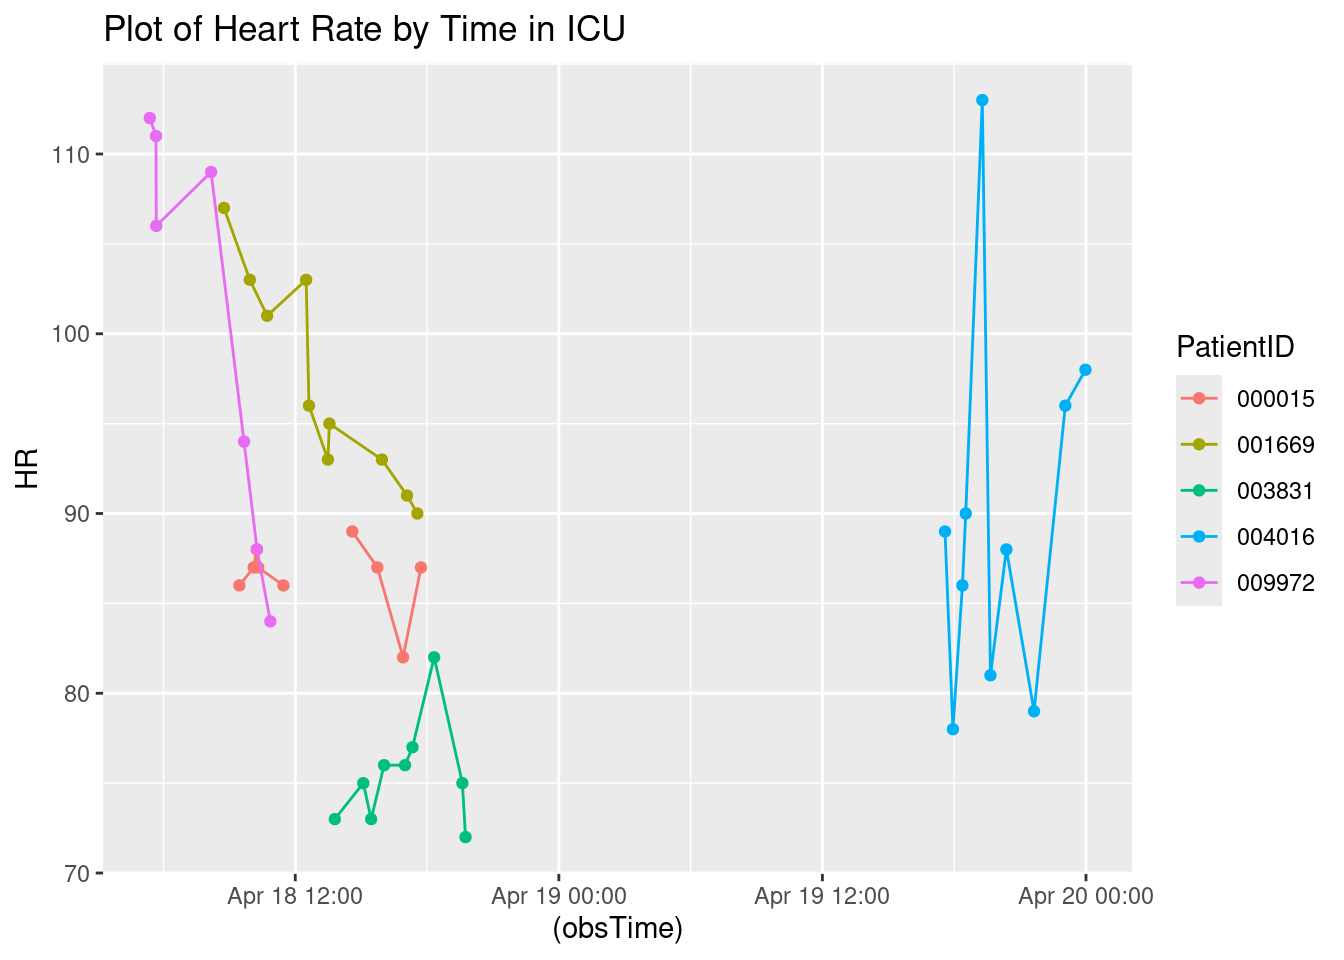 Plot of Heart Rate by Time in ICU
110
100
90
80
70
HR
Apr 18 12:00
Apr 19 00:00
Apr 19 12:00
Apr 20 00:00
(obsTime)
PatientID
000015
001669
003831
004016
009972